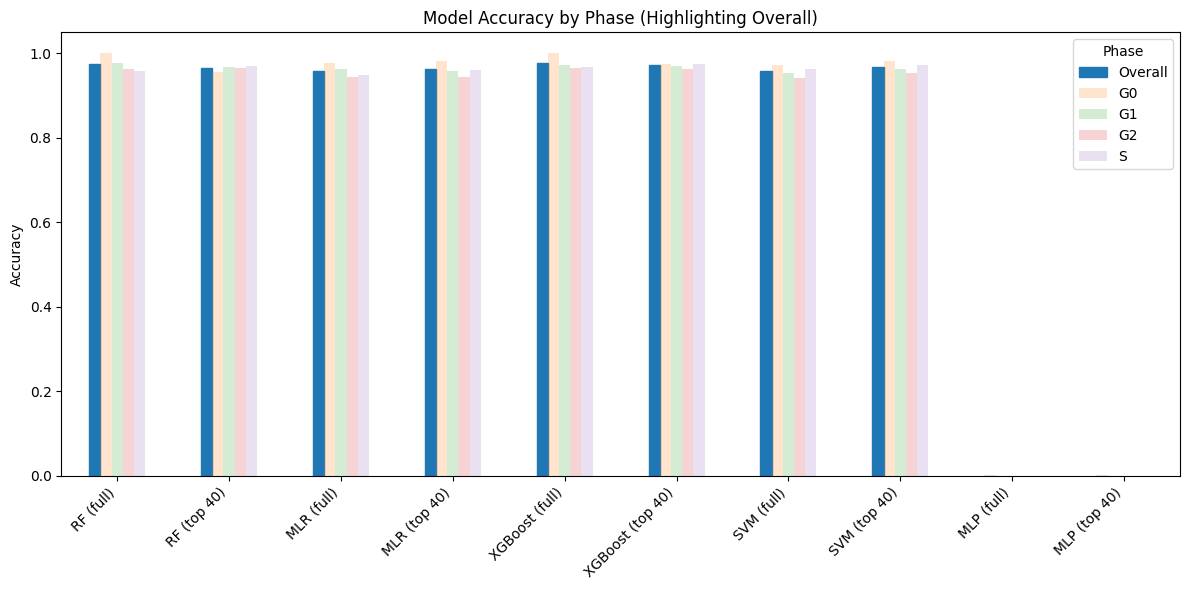 Model Accuracy by Phase (Highlighting Overall)
Accuracy
1.0
0.8
0.6
0.4
0.2
0.0
Phase
Overall
G0
G1
G2
S
RF (full)
RF (top 40)
MLR (full)
MLR (top 40)
XGBoost (full)
XGBoost (top 40)
SVM (full)
SVM (top 40)
MLP (full)
MLP (top 40)